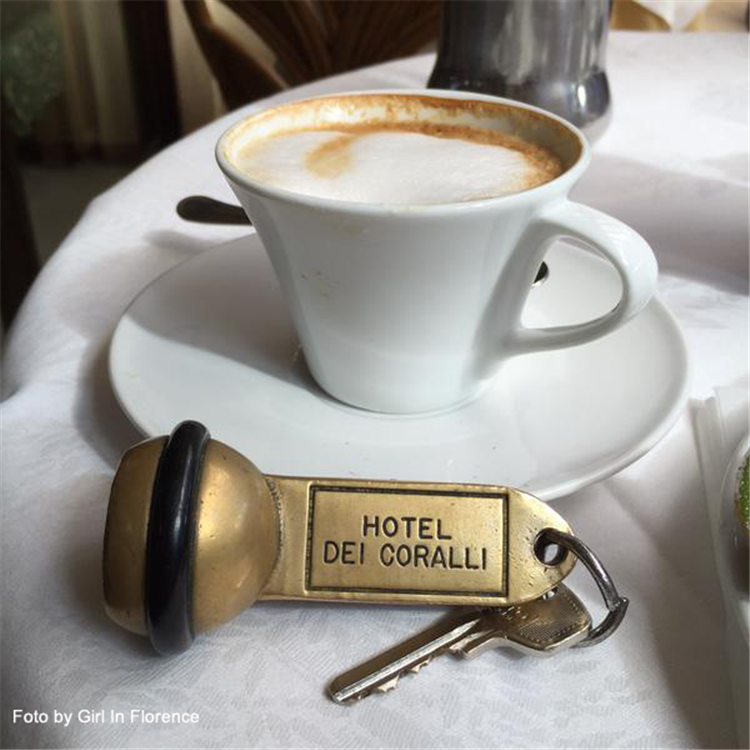 HOTEL
DEI CORALLI
Foto by Girl In Florence